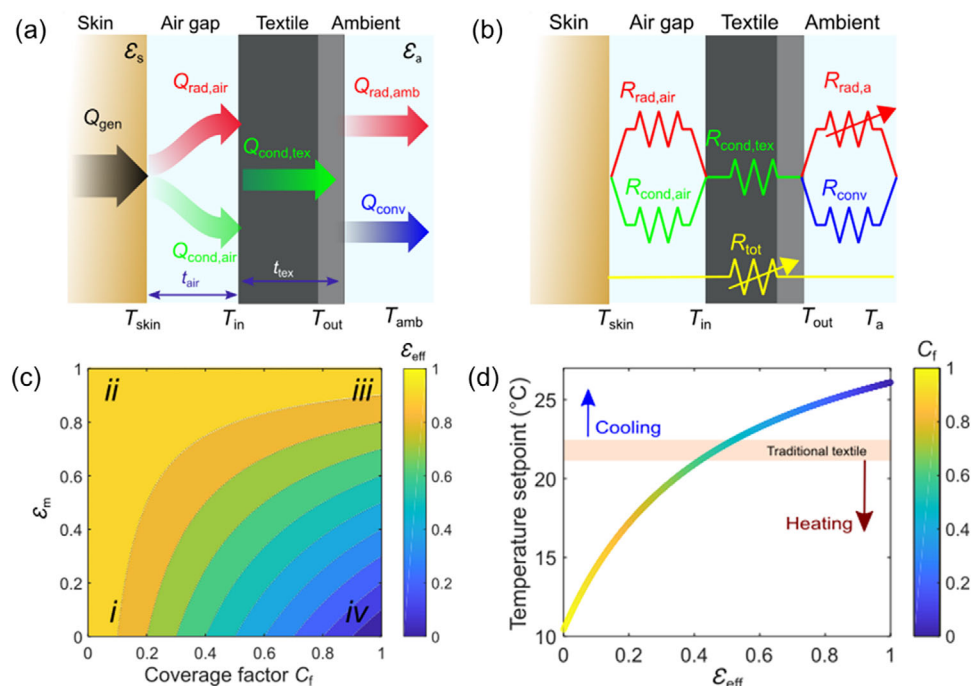 (a)
Skin Air gap Textile Ambient
εs εa
Qrad,air Qrad,amb
Qgen
Qcond,tex
Qconv
Qcond,air
tair ttex
Tskin Tin Tout Tamb
(b)
Skin Air gap Textile Ambient
Rrad,air Rrad,a
Rcond,tex
Rcond,air Rconv
Rtot
Tskin Tin Tout Ta
(c)
εeff
1
0.8
0.6
0.4
0.2
0
εm
ii iii
i iv
0 0.2 0.4 0.6 0.8 1
Coverage factor Cf
1
0.8
0.6
0.4
0.2
0
(d)
Cf
25
20
15
10
Temperature setpoint (°C)
Cooling
Traditional textile
Heating
0 0.2 0.4 0.6 0.8 1
εeff
1
0.8
0.6
0.4
0.2
0